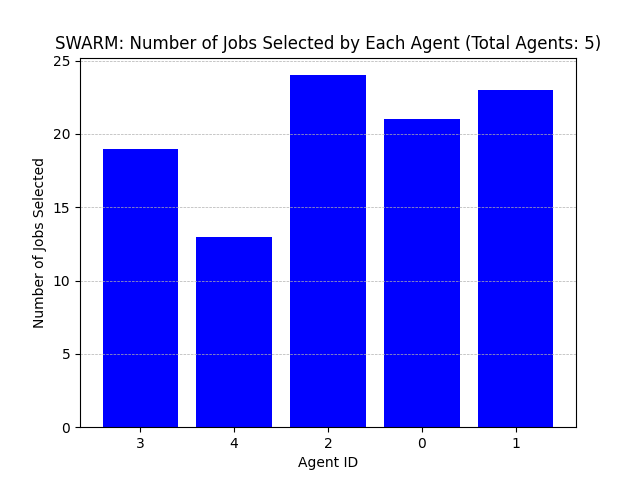 SWARM: Number of Jobs Selected by Each Agent (Total Agents: 5)
25
20
15
10
5
0
Number of Jobs Selected
3 4 2 0 1
Agent ID